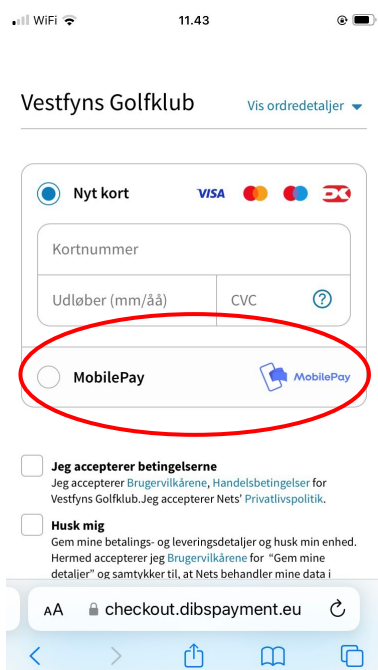 WiFi 11.43
Vestfyns Golfklub Vis ordredetaljer
Nyt kort VISA
Kortnummer
Udløber (mm/åå) CVC ?
MobilePay MobilePay
Jeg accepterer betingelserne
Jeg accepterer Brugervilkårene, Handelsbetingelser for
Vestfyns Golfklub.Jeg accepterer Nets' Privatlivspolitik.
Husk mig
Gem mine betalings- og leveringsdetaljer og husk min enhed.
Hermed accepterer jeg Brugervilkårene for “Gem mine
detaljer” og samtykker til, at Nets behandler mine data i
AA checkout.dibspayment.eu